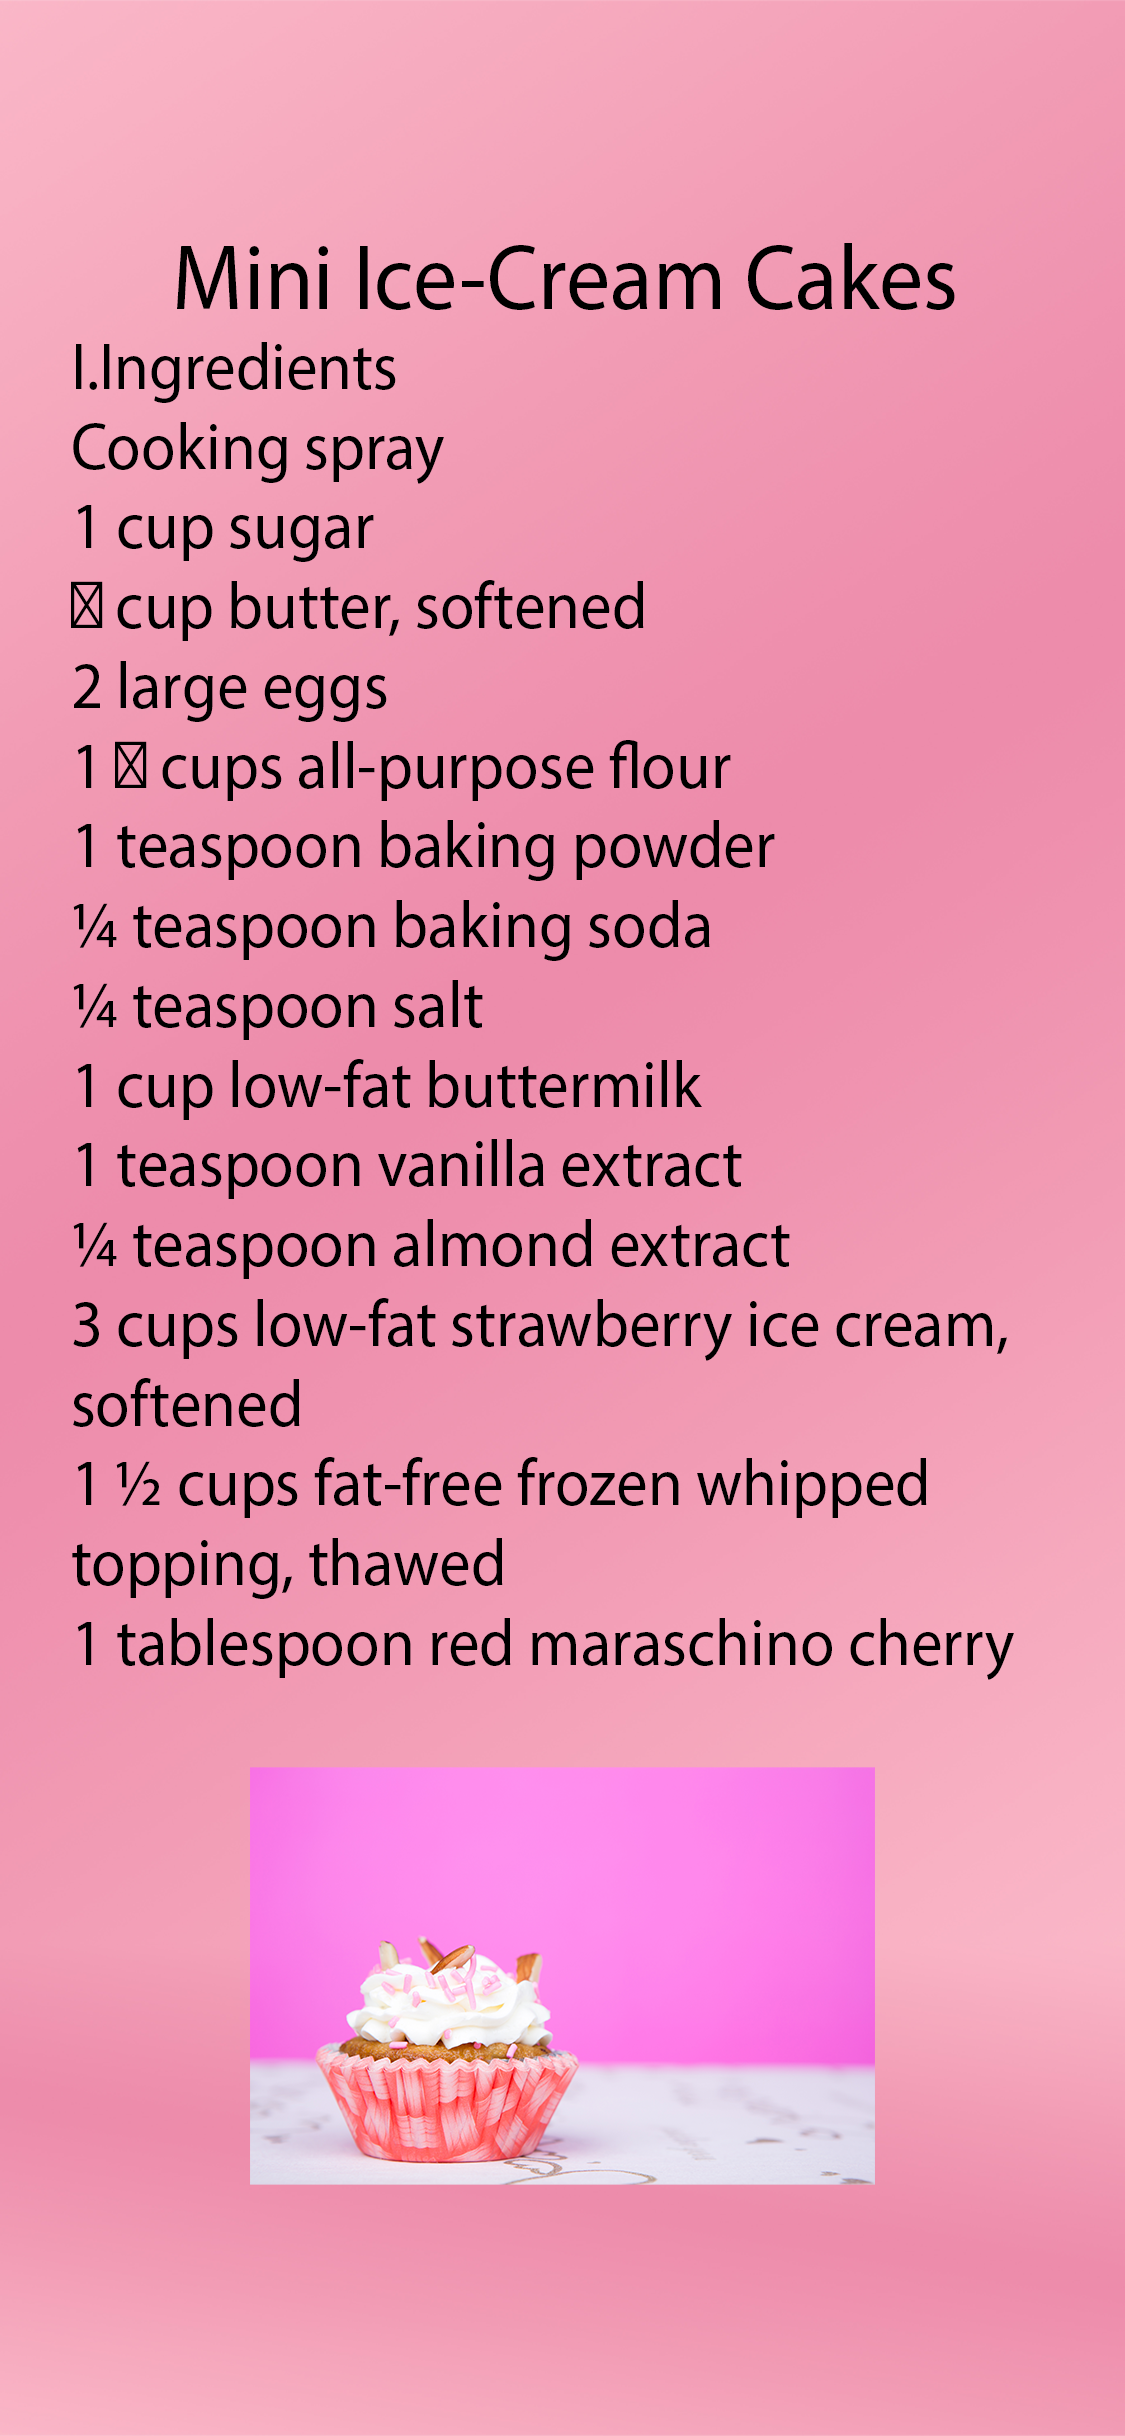 Mini Ice-Cream Cakes
I.Ingredients
Cooking spray
1 cup sugar
cup butter, softened
2 large eggs
1 cups all-purpose flour
1 teaspoon baking powder
¼ teaspoon baking soda
¼ teaspoon salt
1 cup low-fat buttermilk
1 teaspoon vanilla extract
¼ teaspoon almond extract
3 cups low-fat strawberry ice cream,
softened
1 ½ cups fat-free frozen whipped
topping, thawed
1 tablespoon red maraschino cherry